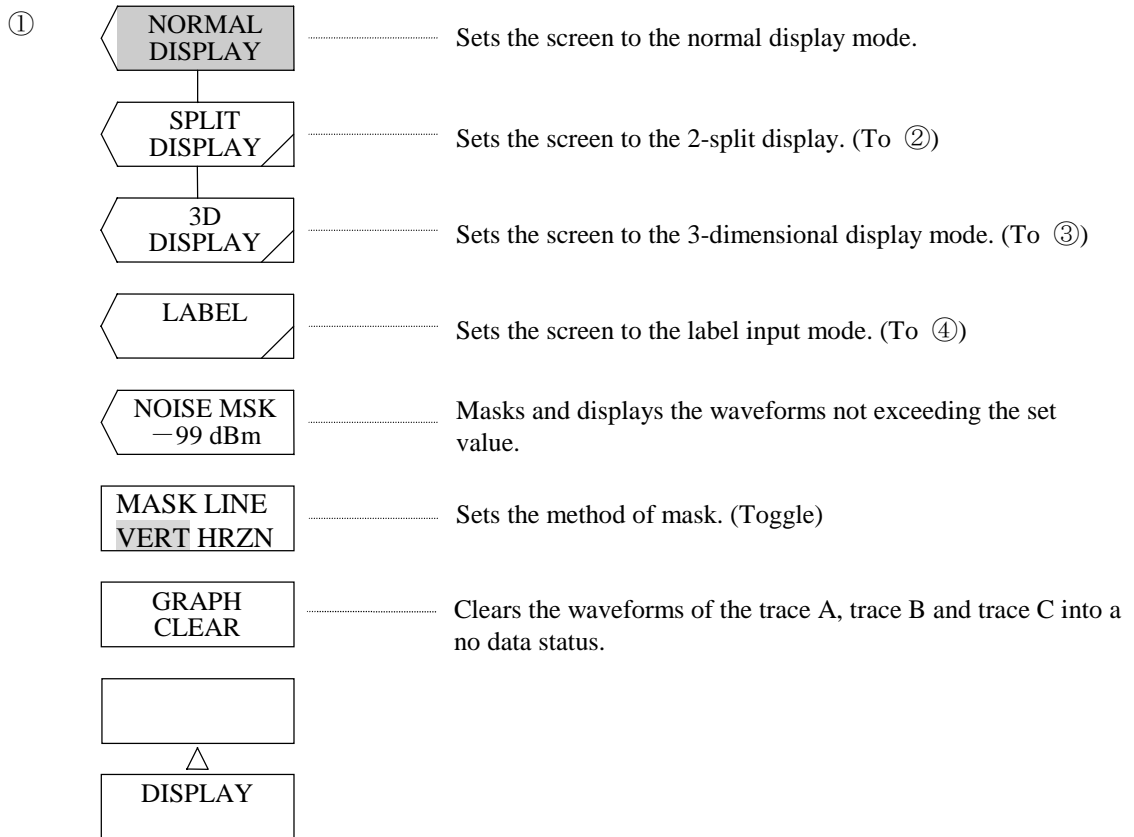 ①
NORMAL
DISPLAY
Sets the screen to the normal display mode.
SPLIT
DISPLAY
Sets the screen to the 2-split display. (To ②)
3D
DISPLAY
Sets the screen to the 3-dimensional display mode. (To ③)
LABEL
Sets the screen to the label input mode. (To ④)
NOISE MSK
－99 dBm
Masks and displays the waveforms not exceeding the set
value.
MASK LINE
VERT HRZN
Sets the method of mask. (Toggle)
GRAPH
CLEAR
Clears the waveforms of the trace A, trace B and trace C into a
no data status.
△
DISPLAY